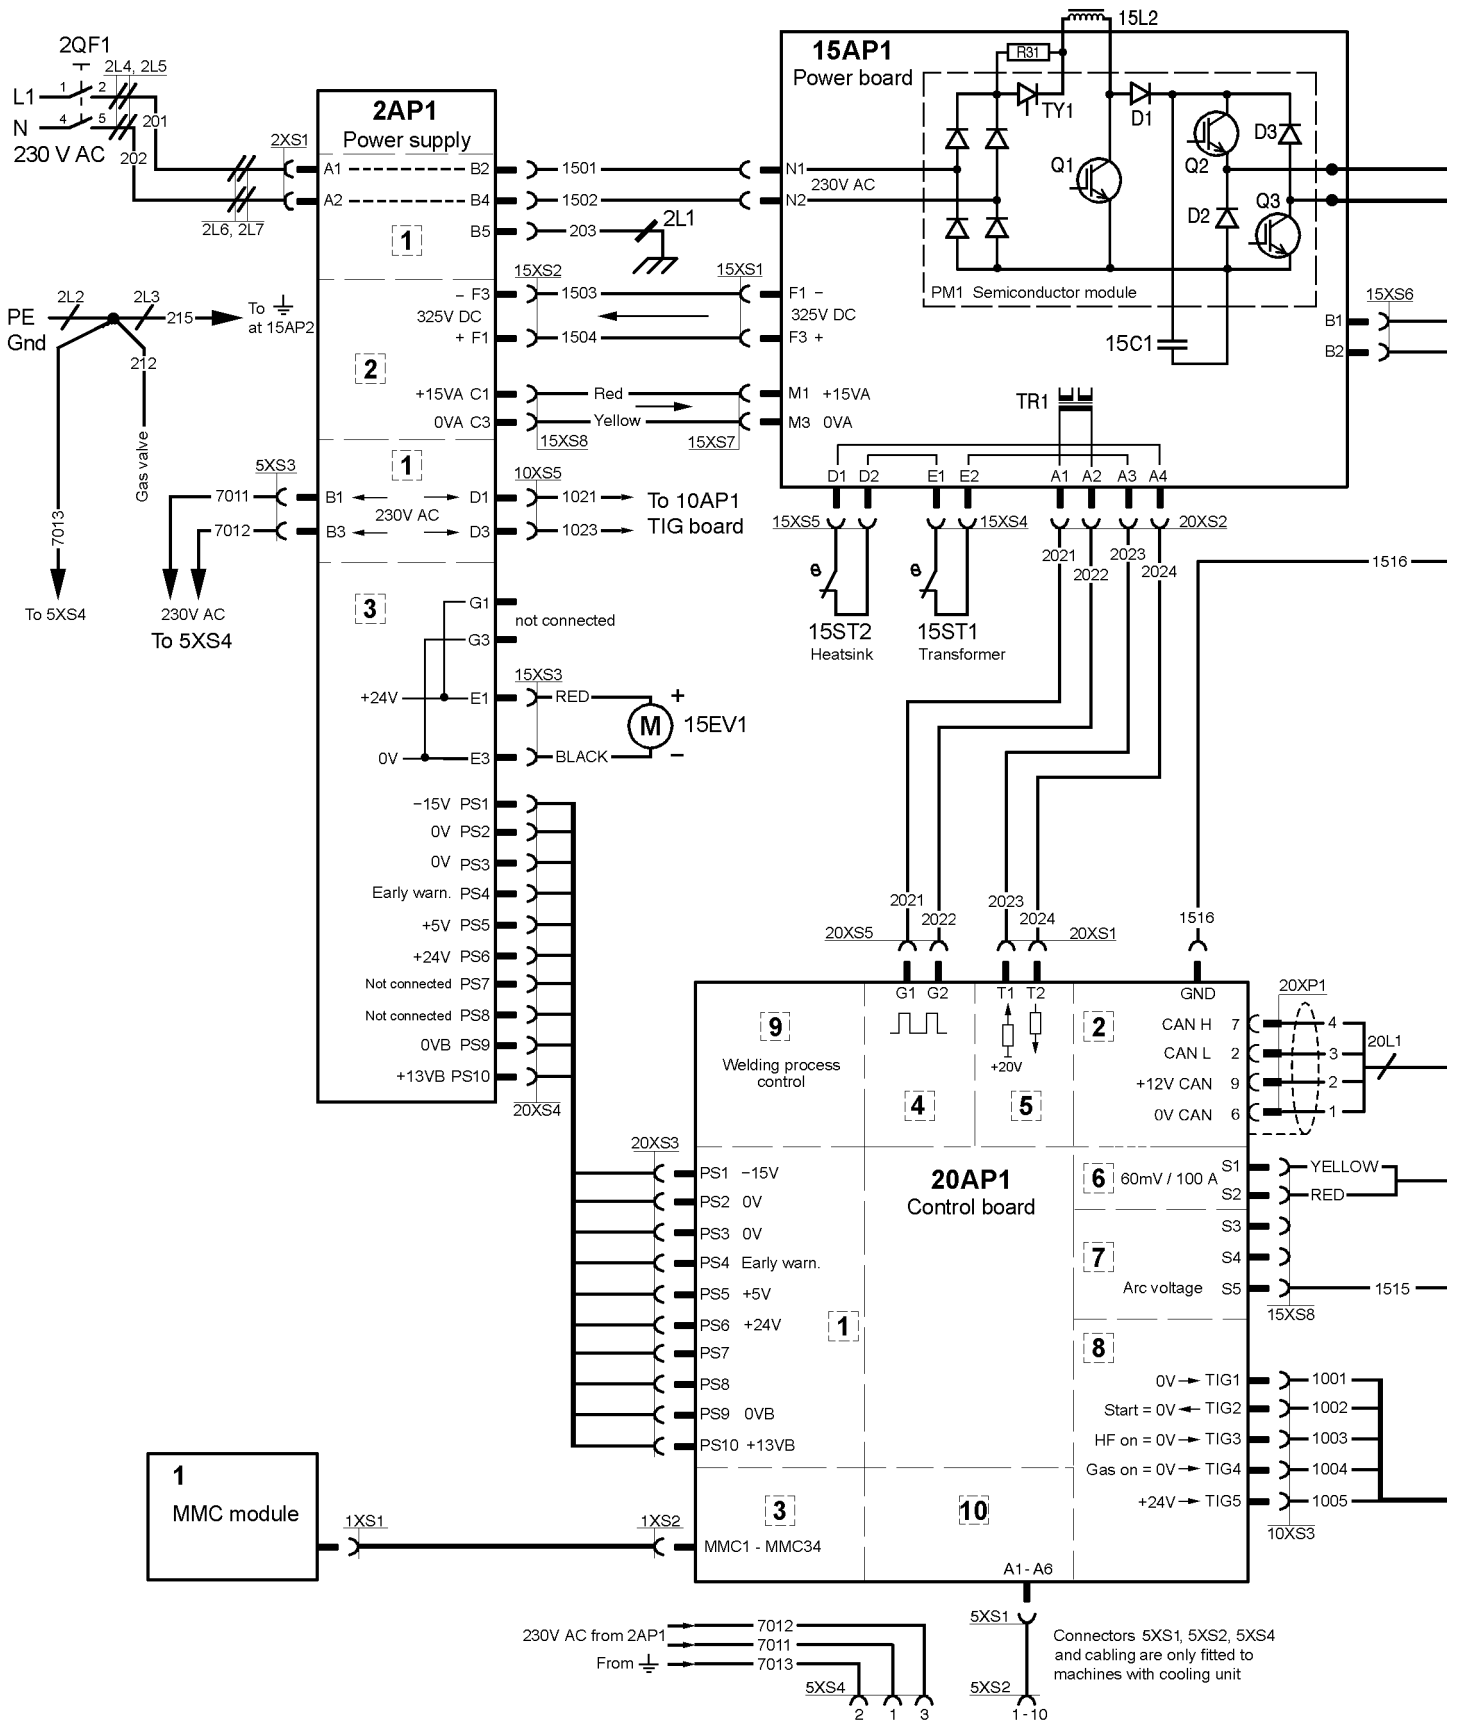 2QF1
2L4, 2L5
L1
1
2
N
4
5
201
202
230 V AC
2XS1
2L6, 2L7
2AP1
Power supply
A1
B2
A2
B4
B5
1
1501
1502
203
2L1
15L2
15AP1
Power board
R31
TY1
D1
Q1
Q2
D3
D2
Q3
N1
230V AC
N2
PM1 Semiconductor module
15C1
15XS6
B1
B2
PE
Gnd
2L2
2L3
215
To
at 15AP2
212
Gas valve
7013
To 5XS4
15XS2
15XS1
– F3
1503
F1 –
325V DC
325V DC
+ F1
1504
F3 +
2
+15VA C1
Red
M1 +15VA
0VA C3
Yellow
M3 0VA
15XS8
15XS7
TR1
1
5XS3
10XS5
7011
B1
D1
1021
230V AC
7012
B3
D3
1023
To 10AP1
TIG board
230V AC
To 5XS4
D1
D2
E1
E2
A1
A2
A3
A4
15XS5
15XS4
20XS2
2021
2022
2023
2024
1516
θ
θ
15ST2
Heatsink
15ST1
Transformer
3
G1
not connected
G3
15XS3
+24V
E1
RED
+
M
15EV1
0V
E3
BLACK
–
−15V PS1
0V PS2
0V PS3
Early warn. PS4
+5V PS5
+24V PS6
Not connected PS7
Not connected PS8
0VB PS9
+13VB PS10
20XS4
2021
2022
2023
2024
1516
20XS5
20XS1
G1
G2
T1
T2
GND
+20V
9
Welding process
control
4
5
2
CAN H 7
CAN L 2
+12V CAN 9
0V CAN 6
20XP1
4
3
2
1
20L1
20XS3
20AP1
Control board
PS1 −15V
PS2 0V
PS3 0V
PS4 Early warn.
PS5 +5V
PS6 +24V
PS7
PS8
PS9 0VB
PS10 +13VB
1
6
60mV / 100 A
S1
YELLOW
S2
RED
S3
7
S4
Arc voltage
S5
1515
15XS8
8
0V
TIG1
1001
Start = 0V
TIG2
1002
HF on = 0V
TIG3
1003
Gas on = 0V
TIG4
1004
+24V
TIG5
1005
10XS3
1
MMC module
1XS1
1XS2
3
MMC1 - MMC34
10
A1- A6
5XS1
230V AC from 2AP1
7012
7011
From
7013
5XS4
2
1
3
5XS2
1-10
Connectors 5XS1, 5XS2, 5XS4
and cabling are only fitted to
machines with cooling unit